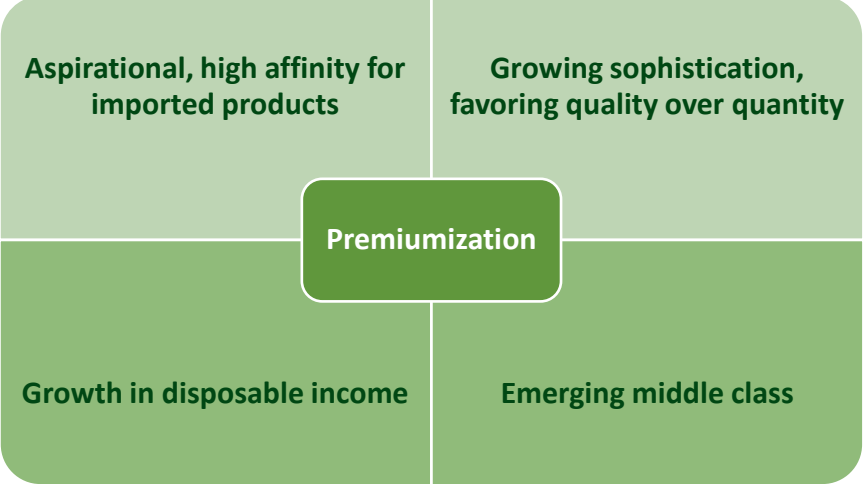 Aspirational, high affinity for
imported products
Growing sophistication,
favoring quality over quantity
Premiumization
Growth in disposable income
Emerging middle class